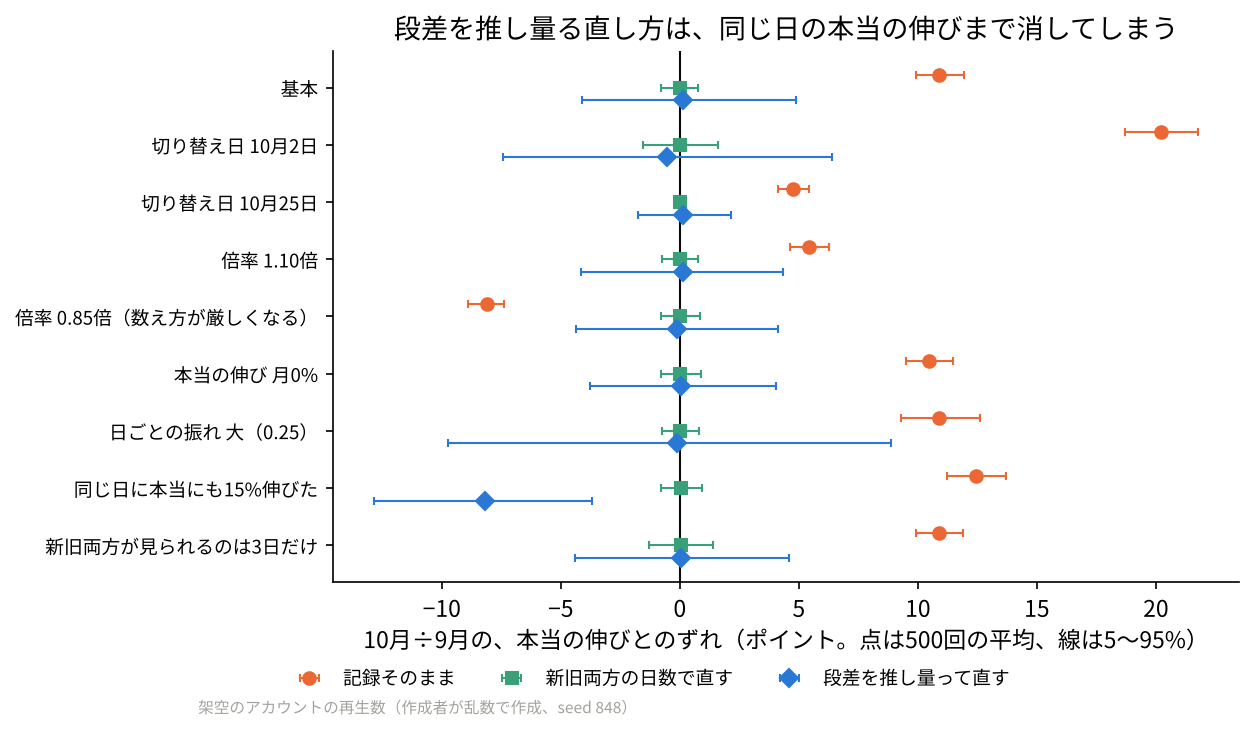 段差を推し量る直し方は、同じ日の本当の伸びまで消してしまう
基本
切り替え日 10月2日
切り替え日 10月25日
倍率 1.10倍
倍率 0.85倍（数え方が厳しくなる）
本当の伸び 月0%
日ごとの振れ 大（0.25）
同じ日に本当にも15%伸びた
新旧両方が見られるのは3日だけ
−10 −5 0 5 10 15 20
10月÷9月の、本当の伸びとのずれ（ポイント。点は500回の平均、線は5〜95%）
記録そのまま 新旧両方の日数で直す 段差を推し量って直す
架空のアカウントの再生数（作成者が乱数で作成、seed 848）